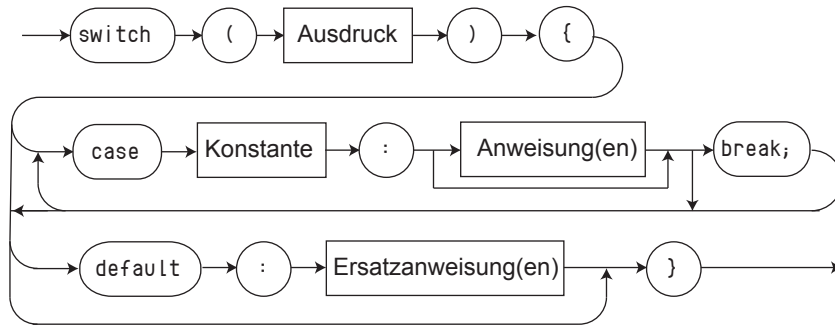 switch ( Ausdruck ) {
case Konstante : Anweisung(en) break;
default : Ersatzanweisung(en) }